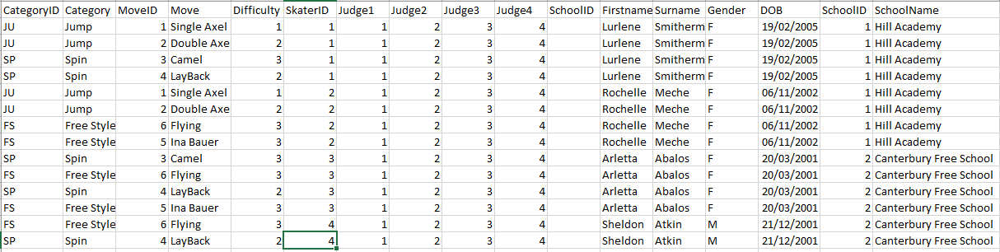 CategoryID Category MoveID Move Difficulty SkaterID Judge1 Judge2 Judge3 Judge4 SchoolID Firstname Surname Gender DOB SchoolID SchoolName
JU Jump 1 Single Axel 1 1 1 2 3 4 Lurlene Smitherm F 19/02/2005 1 Hill Academy
JU Jump 2 Double Axe 2 1 1 2 3 4 Lurlene Smitherm F 19/02/2005 1 Hill Academy
SP Spin 3 Camel 3 1 1 2 3 4 Lurlene Smitherm F 19/02/2005 1 Hill Academy
SP Spin 4 LayBack 2 1 1 2 3 4 Lurlene Smitherm F 19/02/2005 1 Hill Academy
JU Jump 1 Single Axel 1 2 1 2 3 4 Rochelle Meche F 06/11/2002 1 Hill Academy
JU Jump 2 Double Axe 2 2 1 2 3 4 Rochelle Meche F 06/11/2002 1 Hill Academy
FS Free Style 6 Flying 3 2 1 2 3 4 Rochelle Meche F 06/11/2002 1 Hill Academy
FS Free Style 5 Ina Bauer 3 2 1 2 3 4 Rochelle Meche F 06/11/2002 1 Hill Academy
SP Spin 3 Camel 3 3 1 2 3 4 Arletta Abalos F 20/03/2001 2 Canterbury Free School
FS Free Style 6 Flying 3 3 1 2 3 4 Arletta Abalos F 20/03/2001 2 Canterbury Free School
SP Spin 4 LayBack 2 3 1 2 3 4 Arletta Abalos F 20/03/2001 2 Canterbury Free School
FS Free Style 5 Ina Bauer 3 3 1 2 3 4 Arletta Abalos F 20/03/2001 2 Canterbury Free School
FS Free Style 6 Flying 3 4 1 2 3 4 Sheldon Atkin M 21/12/2001 2 Canterbury Free School
SP Spin 4 LayBack 2 4 1 2 3 4 Sheldon Atkin M 21/12/2001 2 Canterbury Free School